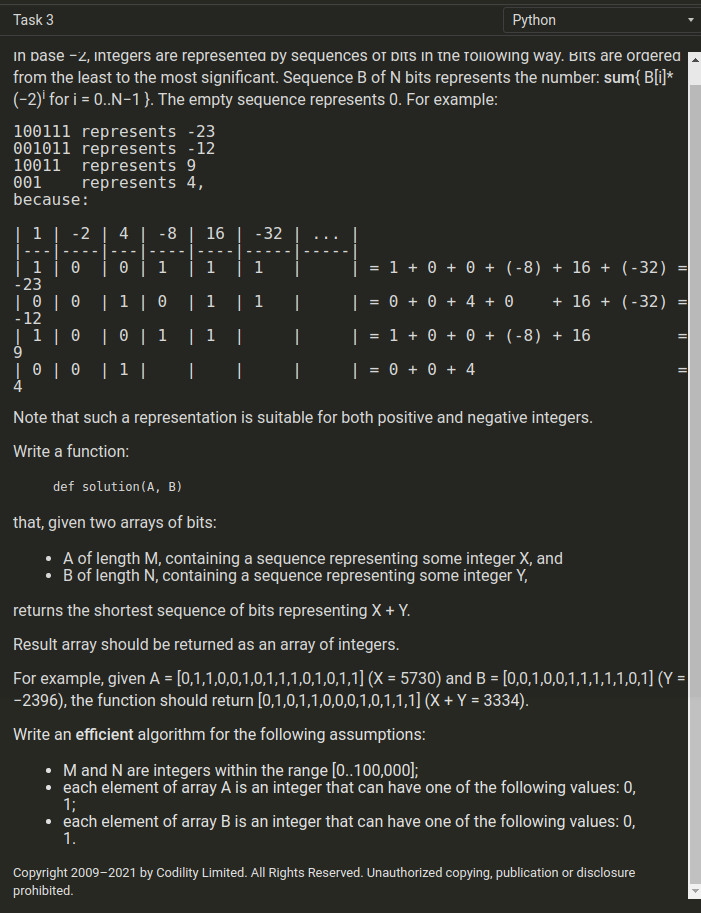 Task 3
Python
In base −2, integers are represented by sequences of bits in the following way. Bits are ordered
from the least to the most significant. Sequence B of N bits represents the number: sum{ B[i]*
(−2)^i for i = 0..N−1 }. The empty sequence represents 0. For example:
100111 represents -23
001011 represents -12
10011  represents 9
001    represents 4,
because:
| 1 | -2 | 4 | -8 | 16 | -32 | ... |
|---|----|---|----|----|-----|-----|
| 1 | 0  | 0 | 1  | 1  | 1   |     | = 1 + 0 + 0 + (-8) + 16 + (-32) =
-23
| 0 | 0  | 1 | 0  | 1  | 1   |     | = 0 + 0 + 4 + 0    + 16 + (-32) =
-12
| 1 | 0  | 0 | 1  | 1  |     |     | = 1 + 0 + 0 + (-8) + 16         =
9
| 0 | 0  | 1 |    |    |     |     | = 0 + 0 + 4                     =
4
Note that such a representation is suitable for both positive and negative integers.
Write a function:
def solution(A, B)
that, given two arrays of bits:
• A of length M, containing a sequence representing some integer X, and
• B of length N, containing a sequence representing some integer Y,
returns the shortest sequence of bits representing X + Y.
Result array should be returned as an array of integers.
For example, given A = [0,1,1,0,0,1,0,1,1,1,0,1,0,1,1] (X = 5730) and B = [0,0,1,0,0,1,1,1,1,1,0,1] (Y =
−2396), the function should return [0,1,0,1,1,0,0,0,1,0,1,1,1] (X + Y = 3334).
Write an efficient algorithm for the following assumptions:
• M and N are integers within the range [0..100,000];
• each element of array A is an integer that can have one of the following values: 0,
1;
• each element of array B is an integer that can have one of the following values: 0,
1.
Copyright 2009–2021 by Codility Limited. All Rights Reserved. Unauthorized copying, publication or disclosure
prohibited.